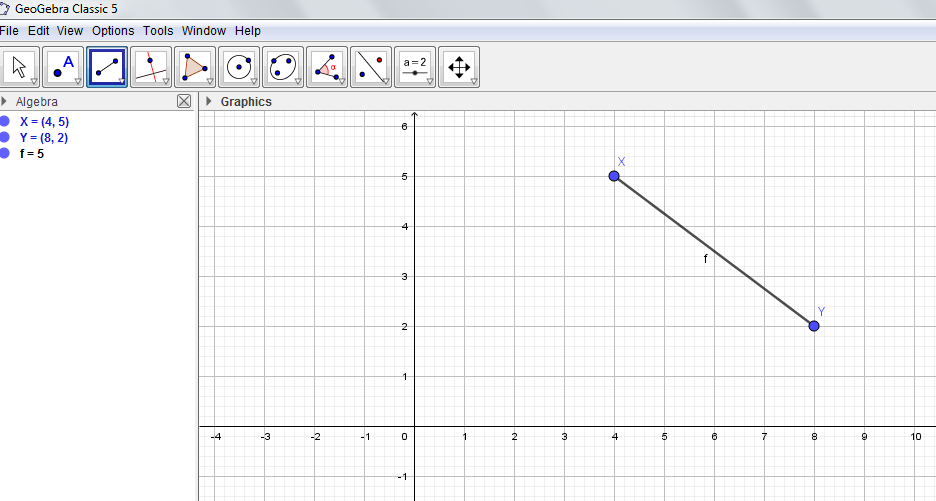 GeoGebra Classic 5
File Edit View Options Tools Window Help
A
α
a = 2
Algebra
Graphics
X = (4, 5)
Y = (8, 2)
f = 5
6
X
5
4
f
3
Y
2
1
-4 -3 -2 -1 0 1 2 3 4 5 6 7 8 9 10
-1